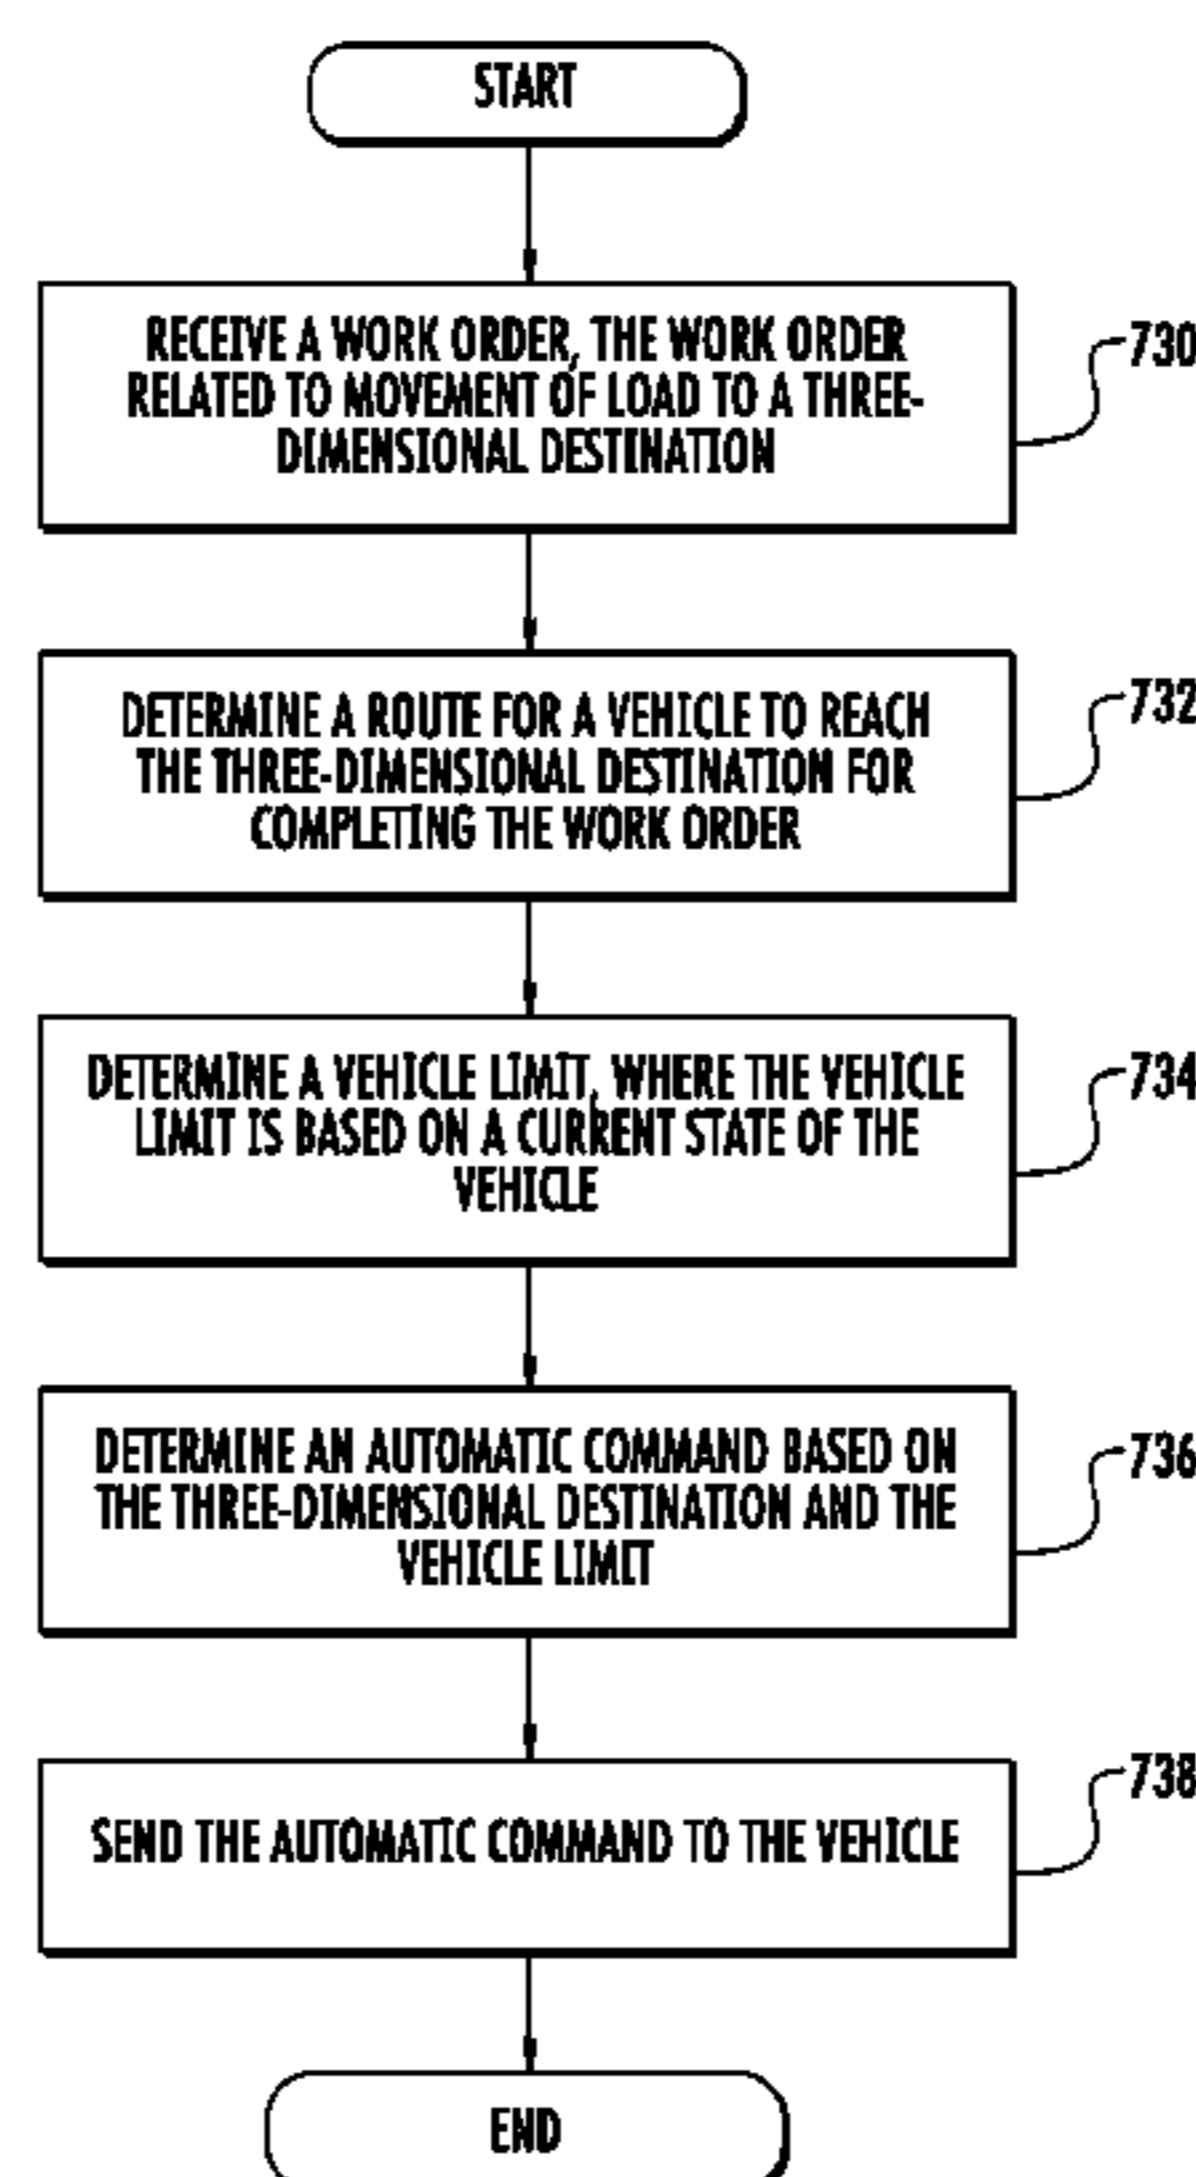 START
RECEIVE A WORK ORDER, THE WORK ORDER
RELATED TO MOVEMENT OF LOAD TO A THREE-
DIMENSIONAL DESTINATION
730
DETERMINE A ROUTE FOR A VEHICLE TO REACH
THE THREE-DIMENSIONAL DESTINATION FOR
COMPLETING THE WORK ORDER
732
DETERMINE A VEHICLE LIMIT, WHERE THE VEHICLE
LIMIT IS BASED ON A CURRENT STATE OF THE
VEHICLE
734
DETERMINE AN AUTOMATIC COMMAND BASED ON
THE THREE-DIMENSIONAL DESTINATION AND THE
VEHICLE LIMIT
736
SEND THE AUTOMATIC COMMAND TO THE VEHICLE
738
END